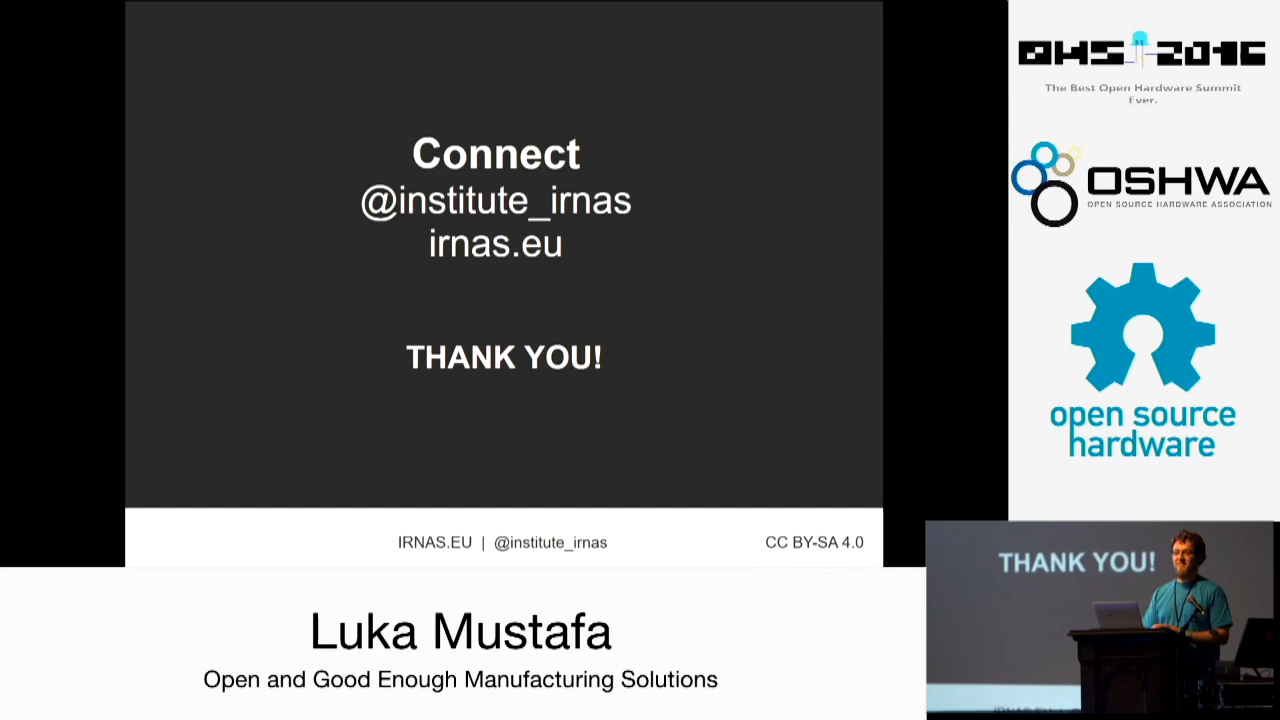 Connect
@institute_irnas
irnas.eu
THANK YOU!
IRNAS.EU | @institute_irnas
CC BY-SA 4.0
Luka Mustafa
Open and Good Enough Manufacturing Solutions
OHS 2016
The Best Open Hardware Summit
Ever.
OSHWA
OPEN SOURCE HARDWARE ASSOCIATION
open source
hardware
THANK YOU!